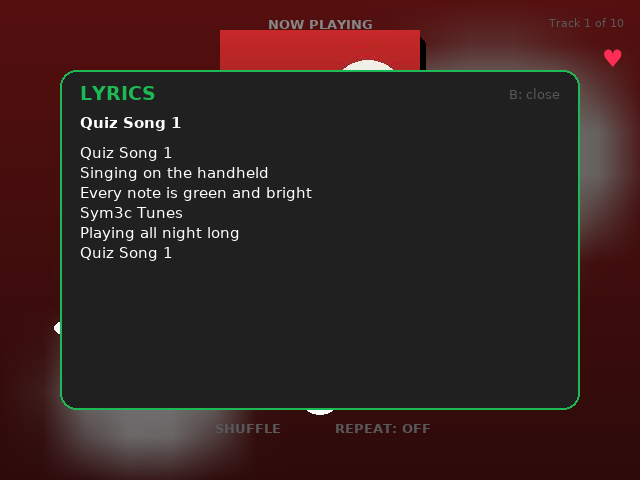 NOW PLAYING
Track 1 of 10
LYRICS
B: close
Quiz Song 1
Quiz Song 1
Singing on the handheld
Every note is green and bright
Sym3c Tunes
Playing all night long
Quiz Song 1
SHUFFLE
REPEAT: OFF